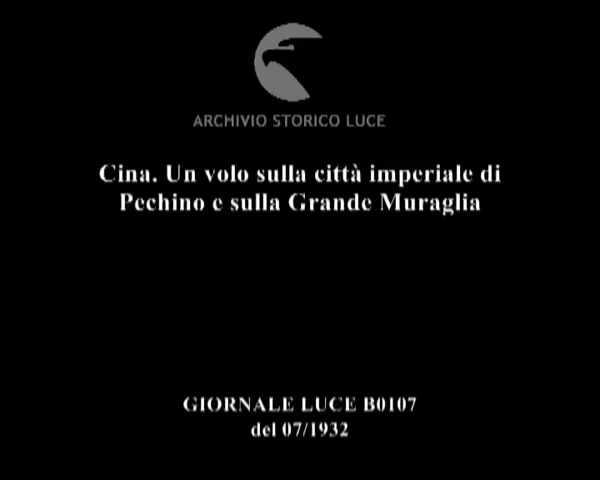 ARCHIVIO STORICO LUCE
Cina. Un volo sulla città imperiale di
Pechino e sulla Grande Muraglia
GIORNALE LUCE B0107
del 07/1932